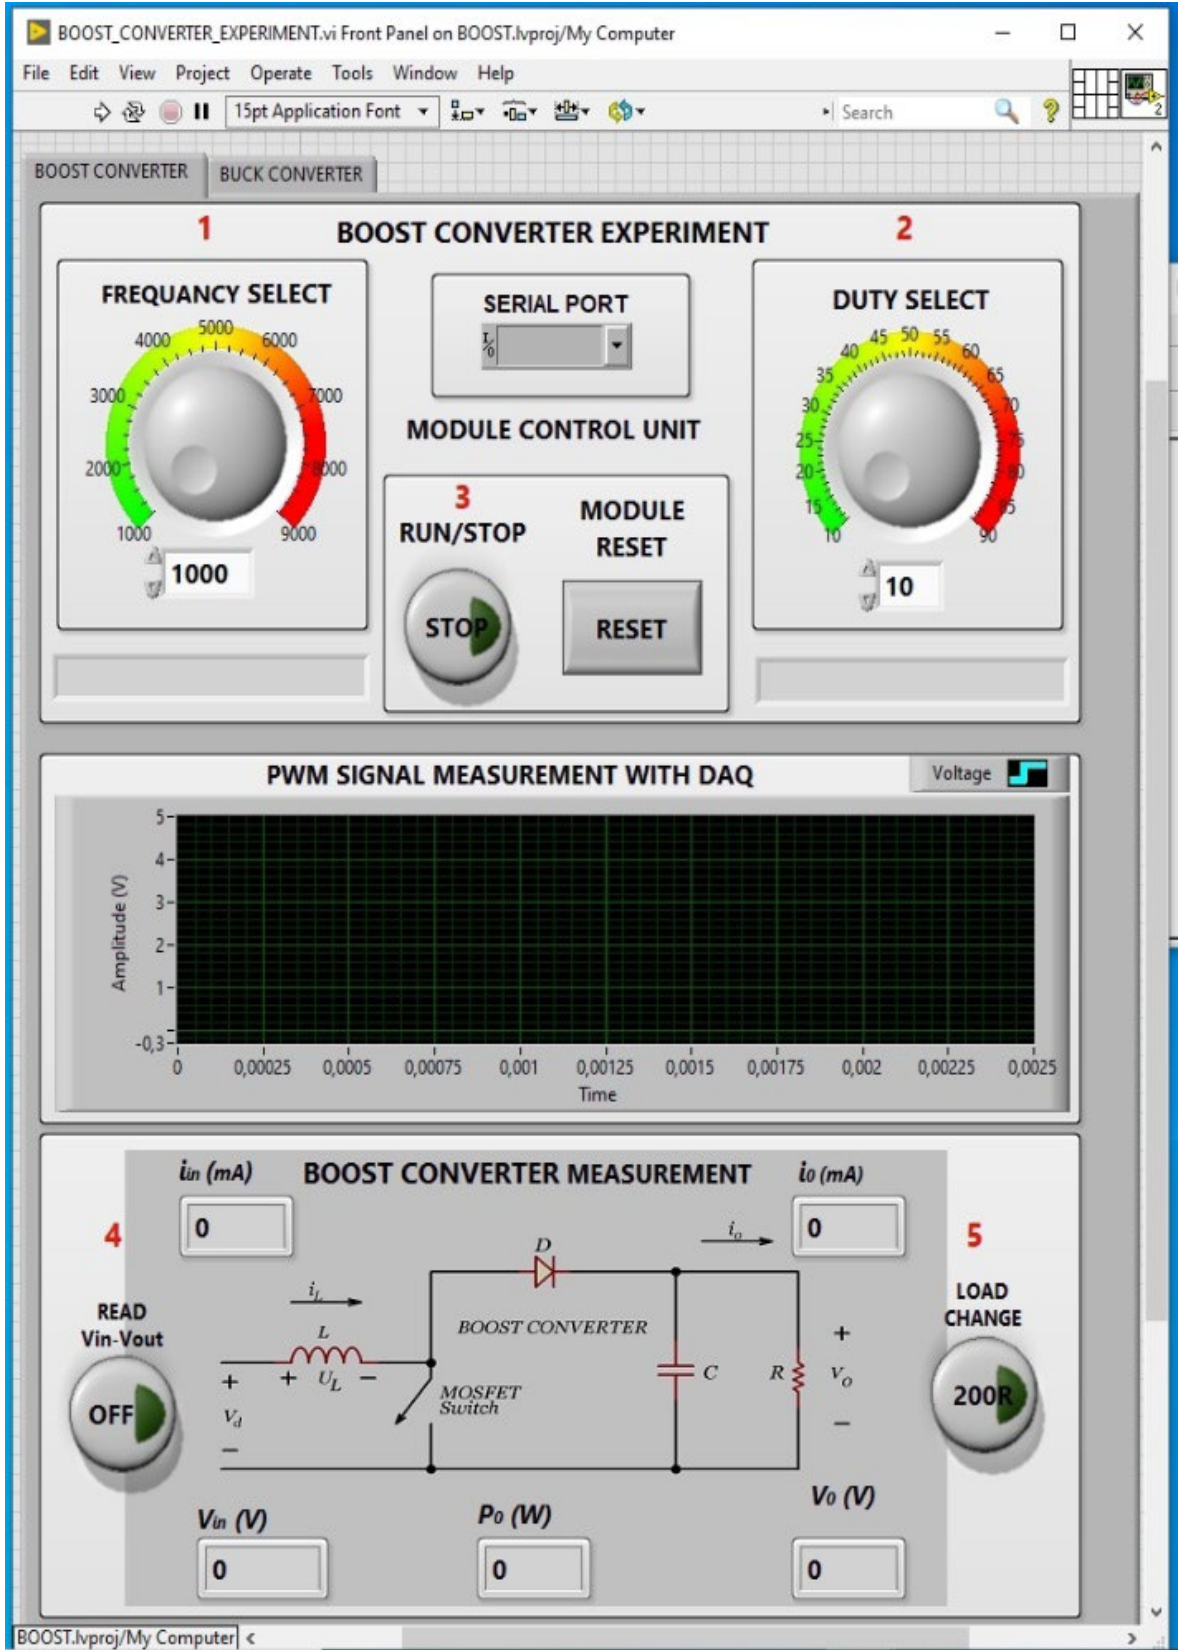 BOOST_CONVERTER_EXPERIMENT.vi Front Panel on BOOST.lvproj/My Computer
File Edit View Project Operate Tools Window Help
15pt Application Font
Search
2
BOOST CONVERTER
BUCK CONVERTER
1
BOOST CONVERTER EXPERIMENT
2
FREQUANCY SELECT
1000 2000 3000 4000 5000 6000 7000 8000 9000
1000
SERIAL PORT
I/0
MODULE CONTROL UNIT
3
RUN/STOP
STOP
MODULE
RESET
RESET
DUTY SELECT
10 15 20 25 30 35 40 45 50 55 60 65 70 75 80 85 90
10
PWM SIGNAL MEASUREMENT WITH DAQ
Voltage
Amplitude (V)
5
4
3
2
1
-0,3
0 0,00025 0,0005 0,00075 0,001 0,00125 0,0015 0,00175 0,002 0,00225 0,0025
Time
iin (mA)
BOOST CONVERTER MEASUREMENT
i0 (mA)
0
0
4
5
READ
Vin-Vout
OFF
LOAD
CHANGE
200R
D
io
iL
L
BOOST CONVERTER
+ UL -
MOSFET
Switch
+
Vd
-
C
R
+
Vo
-
Vin (V)
0
P0 (W)
0
V0 (V)
0
BOOST.lvproj/My Computer